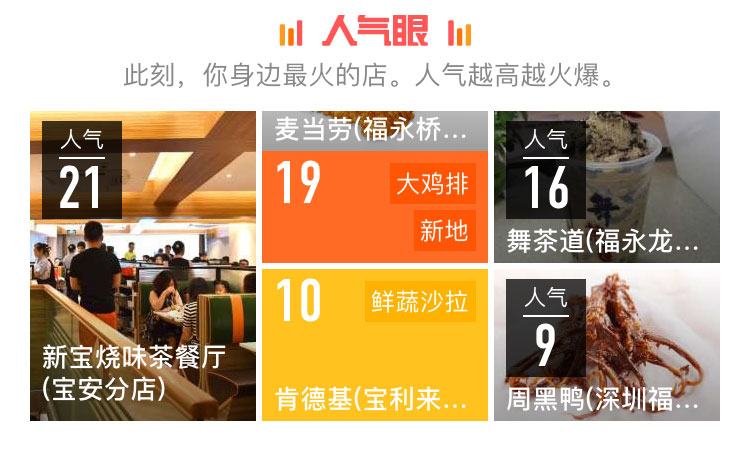 人气眼
此刻，你身边最火的店。人气越高越火爆。
人气
21
新宝烧味茶餐厅
(宝安分店)
麦当劳(福永桥...
19
大鸡排
新地
人气
16
舞茶道(福永龙...
10
鲜蔬沙拉
肯德基(宝利来...
人气
9
周黑鸭(深圳福...